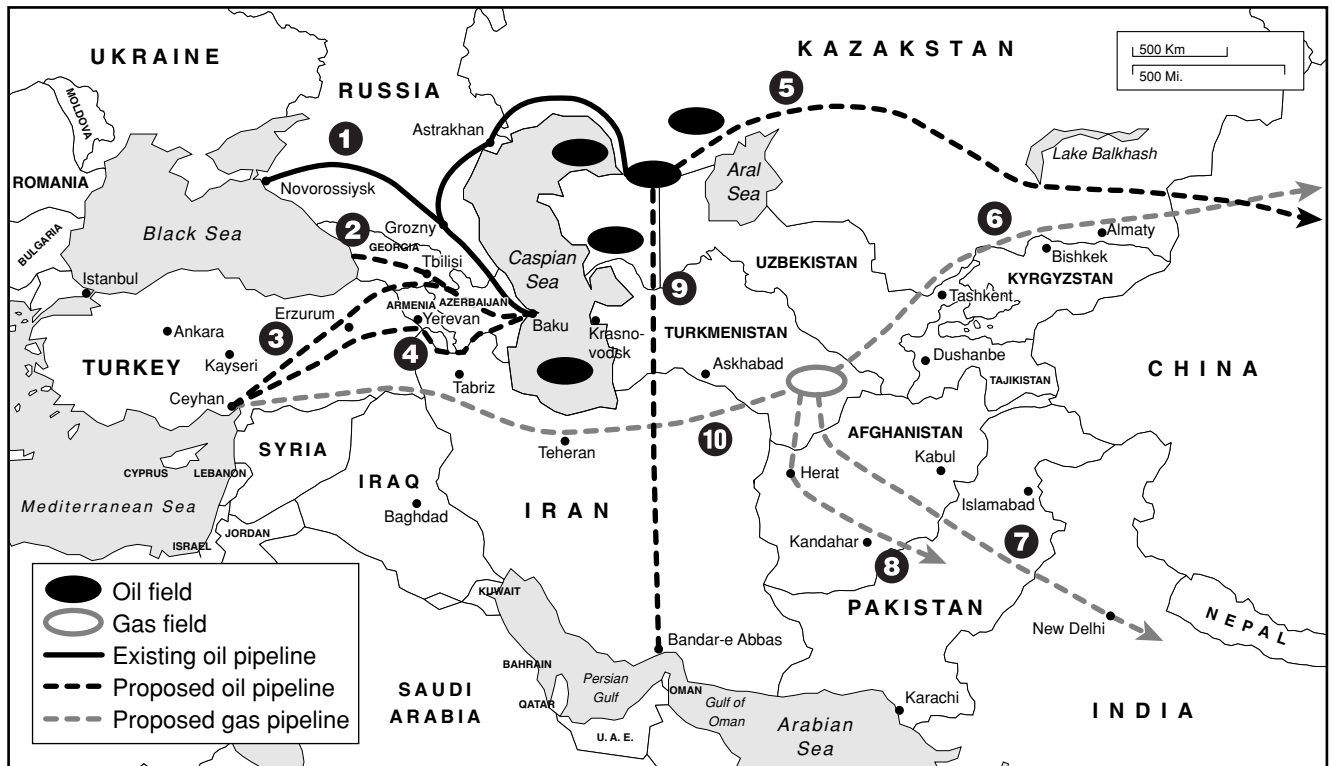 UKRAINE
KAZAKSTAN
500 Km
500 Mi.
MOLDOVA
RUSSIA
5
Astrakhan
1
ROMANIA
Novorossiysk
Aral
Sea
Lake Balkhash
BULGARIA
Black Sea
2
Grozny
GEORGIA
Tbilisi
Caspian
Sea
6
Almaty
Bishkek
KYRGYZSTAN
UZBEKISTAN
Istanbul
9
Tashkent
ARMENIA
AZERBAIJAN
Erzurum
Yerevan
Baku
Ankara
3
4
Krasno-
vodsk
TURKMENISTAN
Kayseri
TURKEY
Tabriz
Askhabad
Dushanbe
TAJIKISTAN
CHINA
Ceyhan
10
Teheran
AFGHANISTAN
Kabul
SYRIA
CYPRUS
LEBANON
IRAQ
Herat
Islamabad
Mediterranean Sea
Baghdad
IRAN
JORDAN
ISRAEL
Kandahar
7
8
Oil field
Gas field
Existing oil pipeline
Proposed oil pipeline
Proposed gas pipeline
KUWAIT
PAKISTAN
New Delhi
NEPAL
Bandar-e Abbas
BAHRAIN
QATAR
Persian
Gulf
OMAN
Gulf of
Oman
SAUDI
ARABIA
U. A. E.
Arabian
Sea
Karachi
INDIA